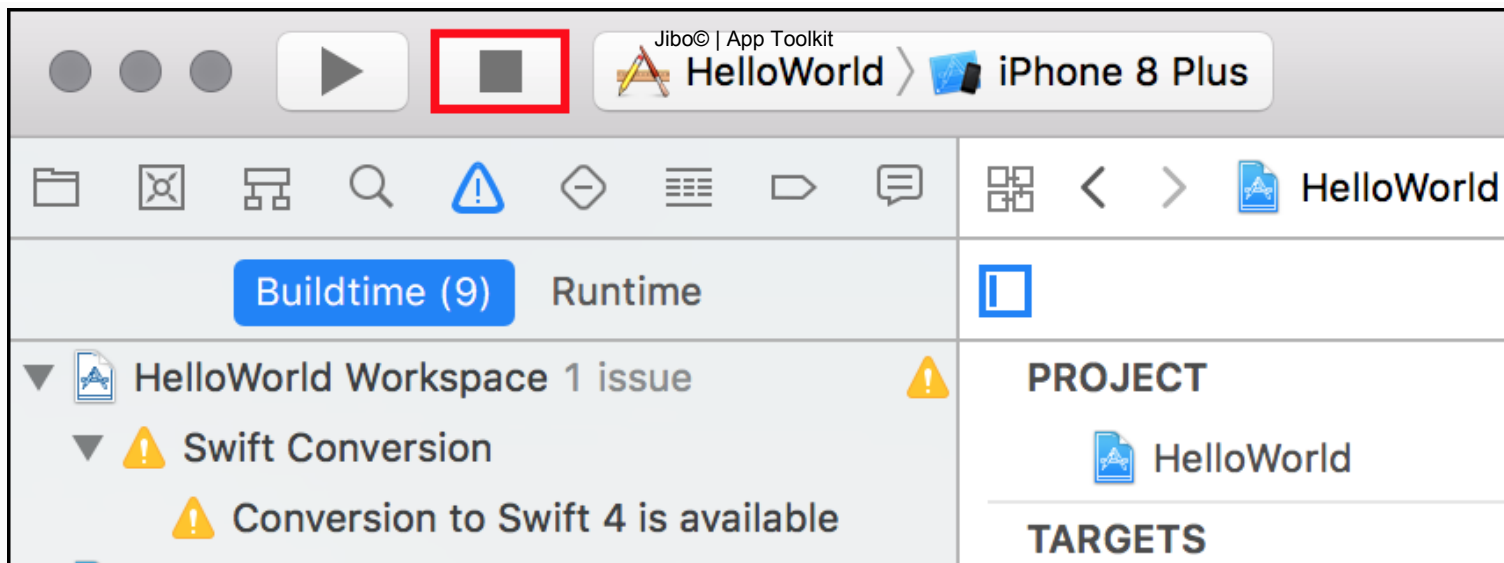 Jibo© | App Toolkit
HelloWorld iPhone 8 Plus
HelloWorld
Buildtime (9) Runtime
HelloWorld Workspace 1 issue
PROJECT
Swift Conversion
HelloWorld
Conversion to Swift 4 is available
TARGETS